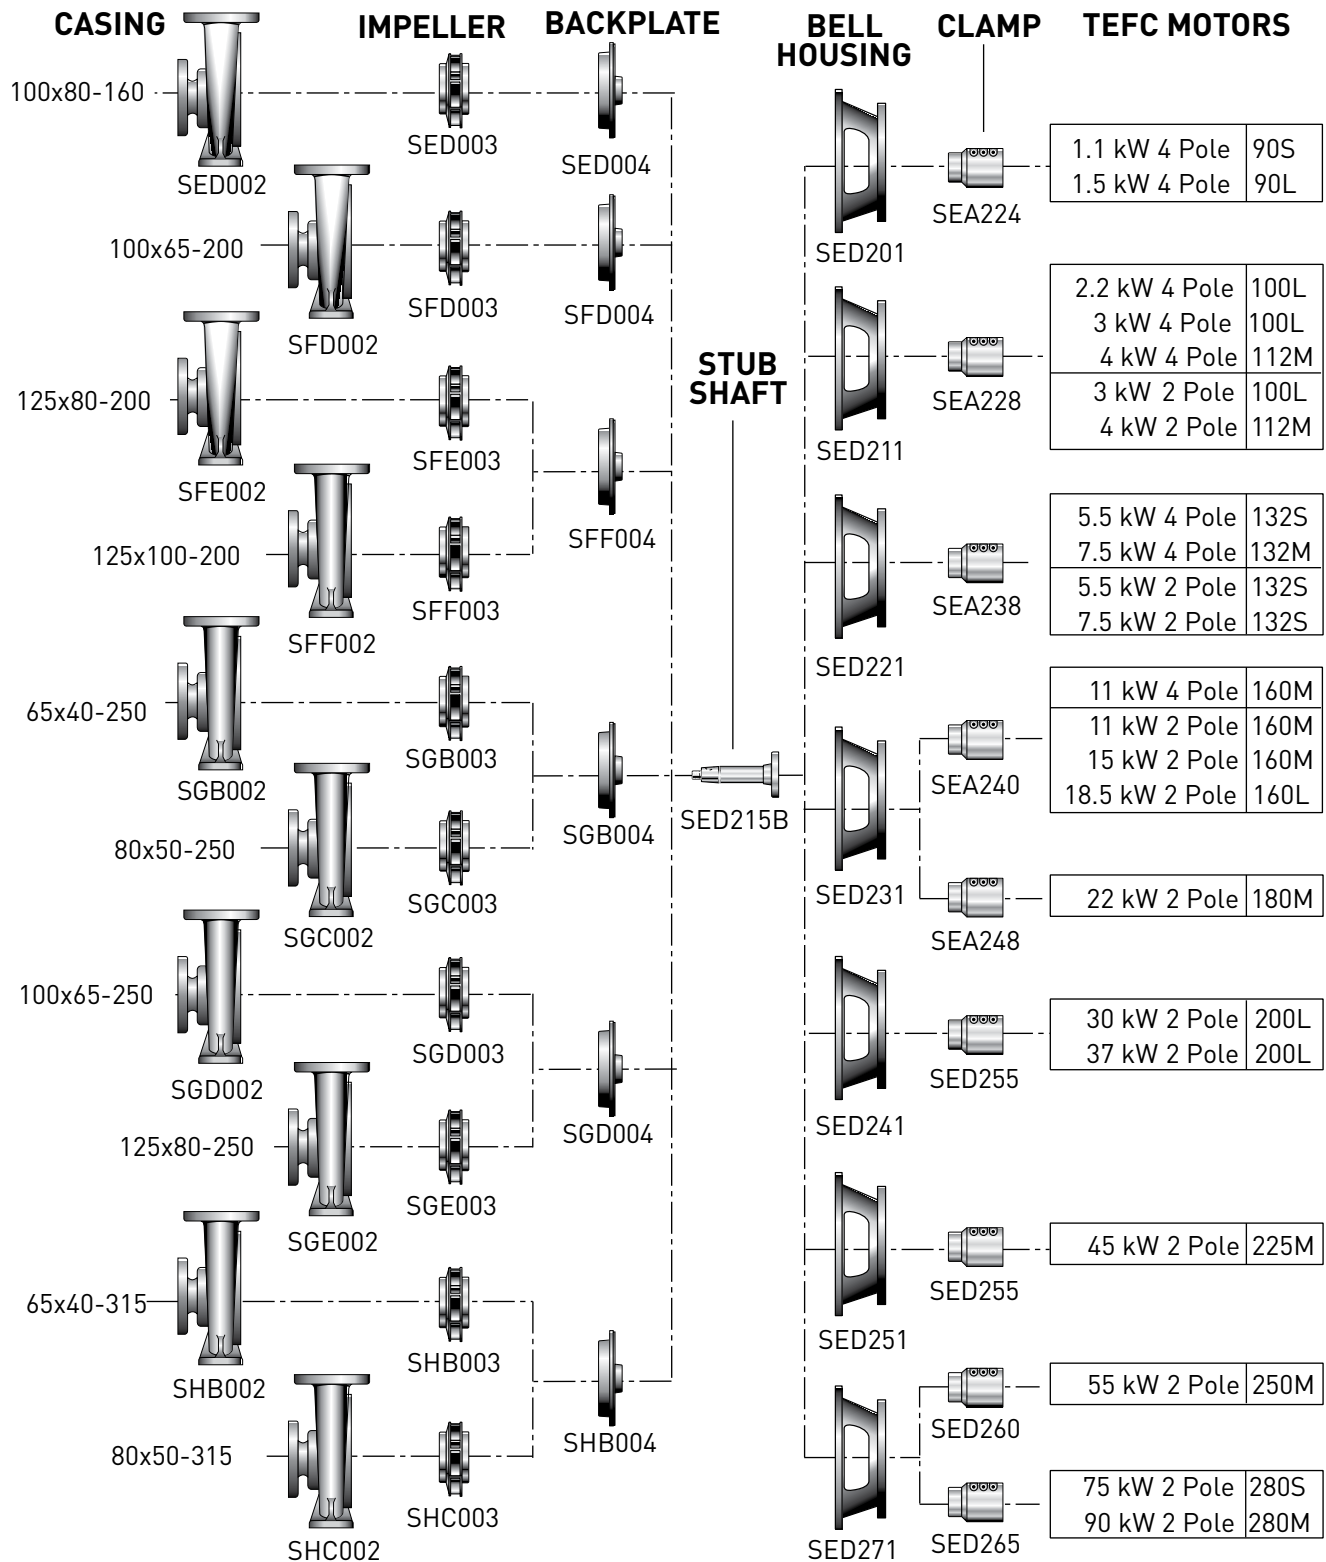 CASING
IMPELLER
BACKPLATE
BELL
HOUSING
CLAMP
TEFC MOTORS
100x80-160
SED002
SED003
SED004
100x65-200
SFD002
SFD003
SFD004
125x80-200
SFE002
SFE003
125x100-200
SFF002
SFF003
SFF004
65x40-250
SGB002
SGB003
80x50-250
SGC002
SGC003
SGB004
100x65-250
SGD002
SGD003
125x80-250
SGE002
SGE003
SGD004
65x40-315
SHB002
SHB003
80x50-315
SHC002
SHC003
SHB004
STUB
SHAFT
SED215B
SED201
SEA224
1.1 kW 4 Pole 90S
1.5 kW 4 Pole 90L
SED211
SEA228
2.2 kW 4 Pole 100L
3 kW 4 Pole 100L
4 kW 4 Pole 112M
3 kW 2 Pole 100L
4 kW 2 Pole 112M
SED221
SEA238
5.5 kW 4 Pole 132S
7.5 kW 4 Pole 132M
5.5 kW 2 Pole 132S
7.5 kW 2 Pole 132S
SED231
SEA240
11 kW 4 Pole 160M
11 kW 2 Pole 160M
15 kW 2 Pole 160M
18.5 kW 2 Pole 160L
SEA248
22 kW 2 Pole 180M
SED241
SED255
30 kW 2 Pole 200L
37 kW 2 Pole 200L
SED251
SED255
45 kW 2 Pole 225M
SED271
SED260
55 kW 2 Pole 250M
SED265
75 kW 2 Pole 280S
90 kW 2 Pole 280M